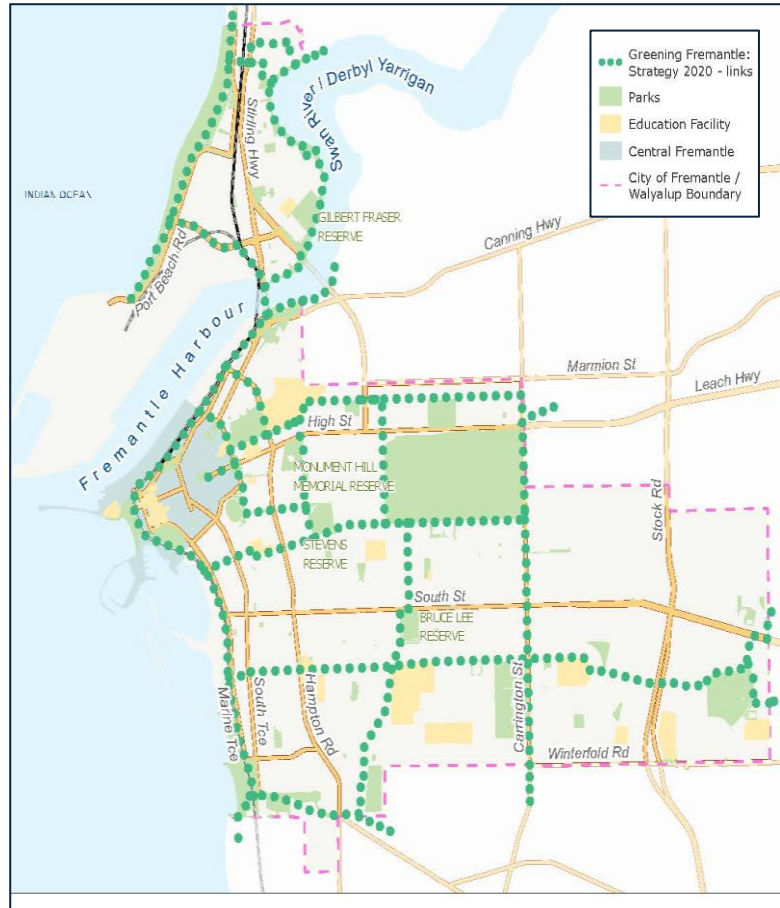 Greening Fremantle:
Strategy 2020 - links
Parks
Education Facility
Central Fremantle
City of Fremantle /
Walyalup Boundary
Swan River / Derbyl Yarrigan
Stirling Hwy
INDIAN OCEAN
GILBERT FRASER
RESERVE
Canning Hwy
Port Beach Rd
Fremantle Harbour
Marmion St
Leach Hwy
High St
MONUMENT HILL
MEMORIAL RESERVE
Stock Rd
STEVENS
RESERVE
South St
BRUCE LEE
RESERVE
Marine Tce
South Tce
Hampton Rd
Carrington St
Winterfold Rd